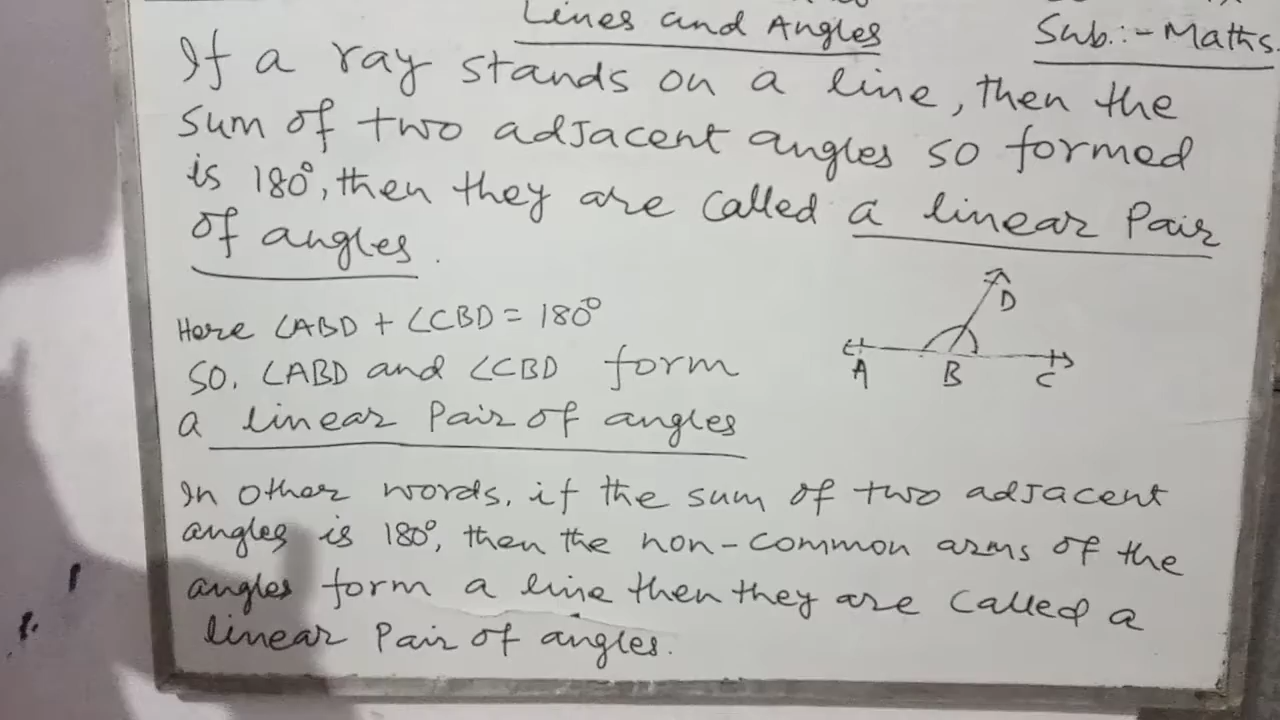 Lines and Angles
Sub.:- Maths.
If a ray stands on a line, then the
sum of two adjacent angles so formed
is 180°, then they are called a linear Pair
of angles.
Here ∠ABD + ∠CBD = 180°
SO, ∠ABD and ∠CBD form
a linear Pair of angles
D
A B C
In other words, if the sum of two adjacent
angles is 180°, then the non-common arms of the
angles form a line then they are called a
linear Pair of angles.